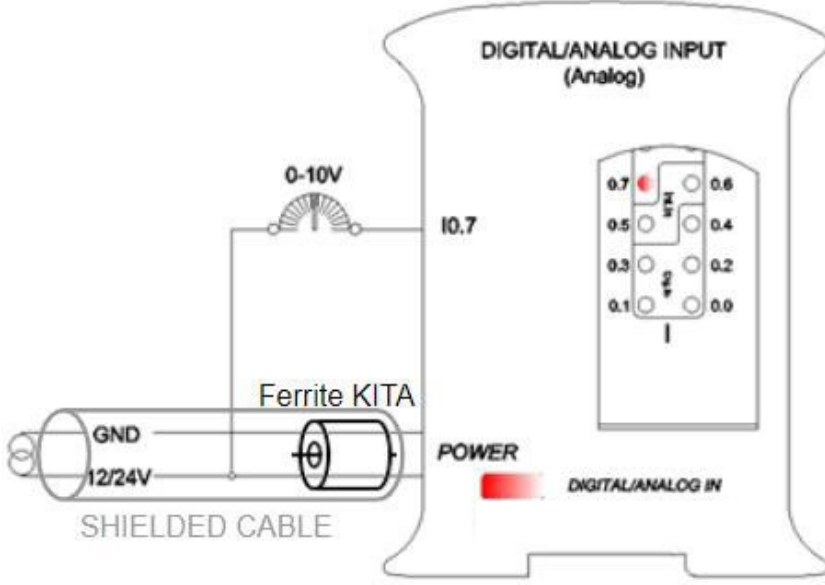 DIGITAL/ANALOG INPUT
(Analog)
0-10V
I0.7
0.7
0.6
0.5
0.4
0.3
0.2
0.1
0.0
I
Ferrite KITA
GND
12/24V
POWER
DIGITAL/ANALOG IN
SHIELDED CABLE